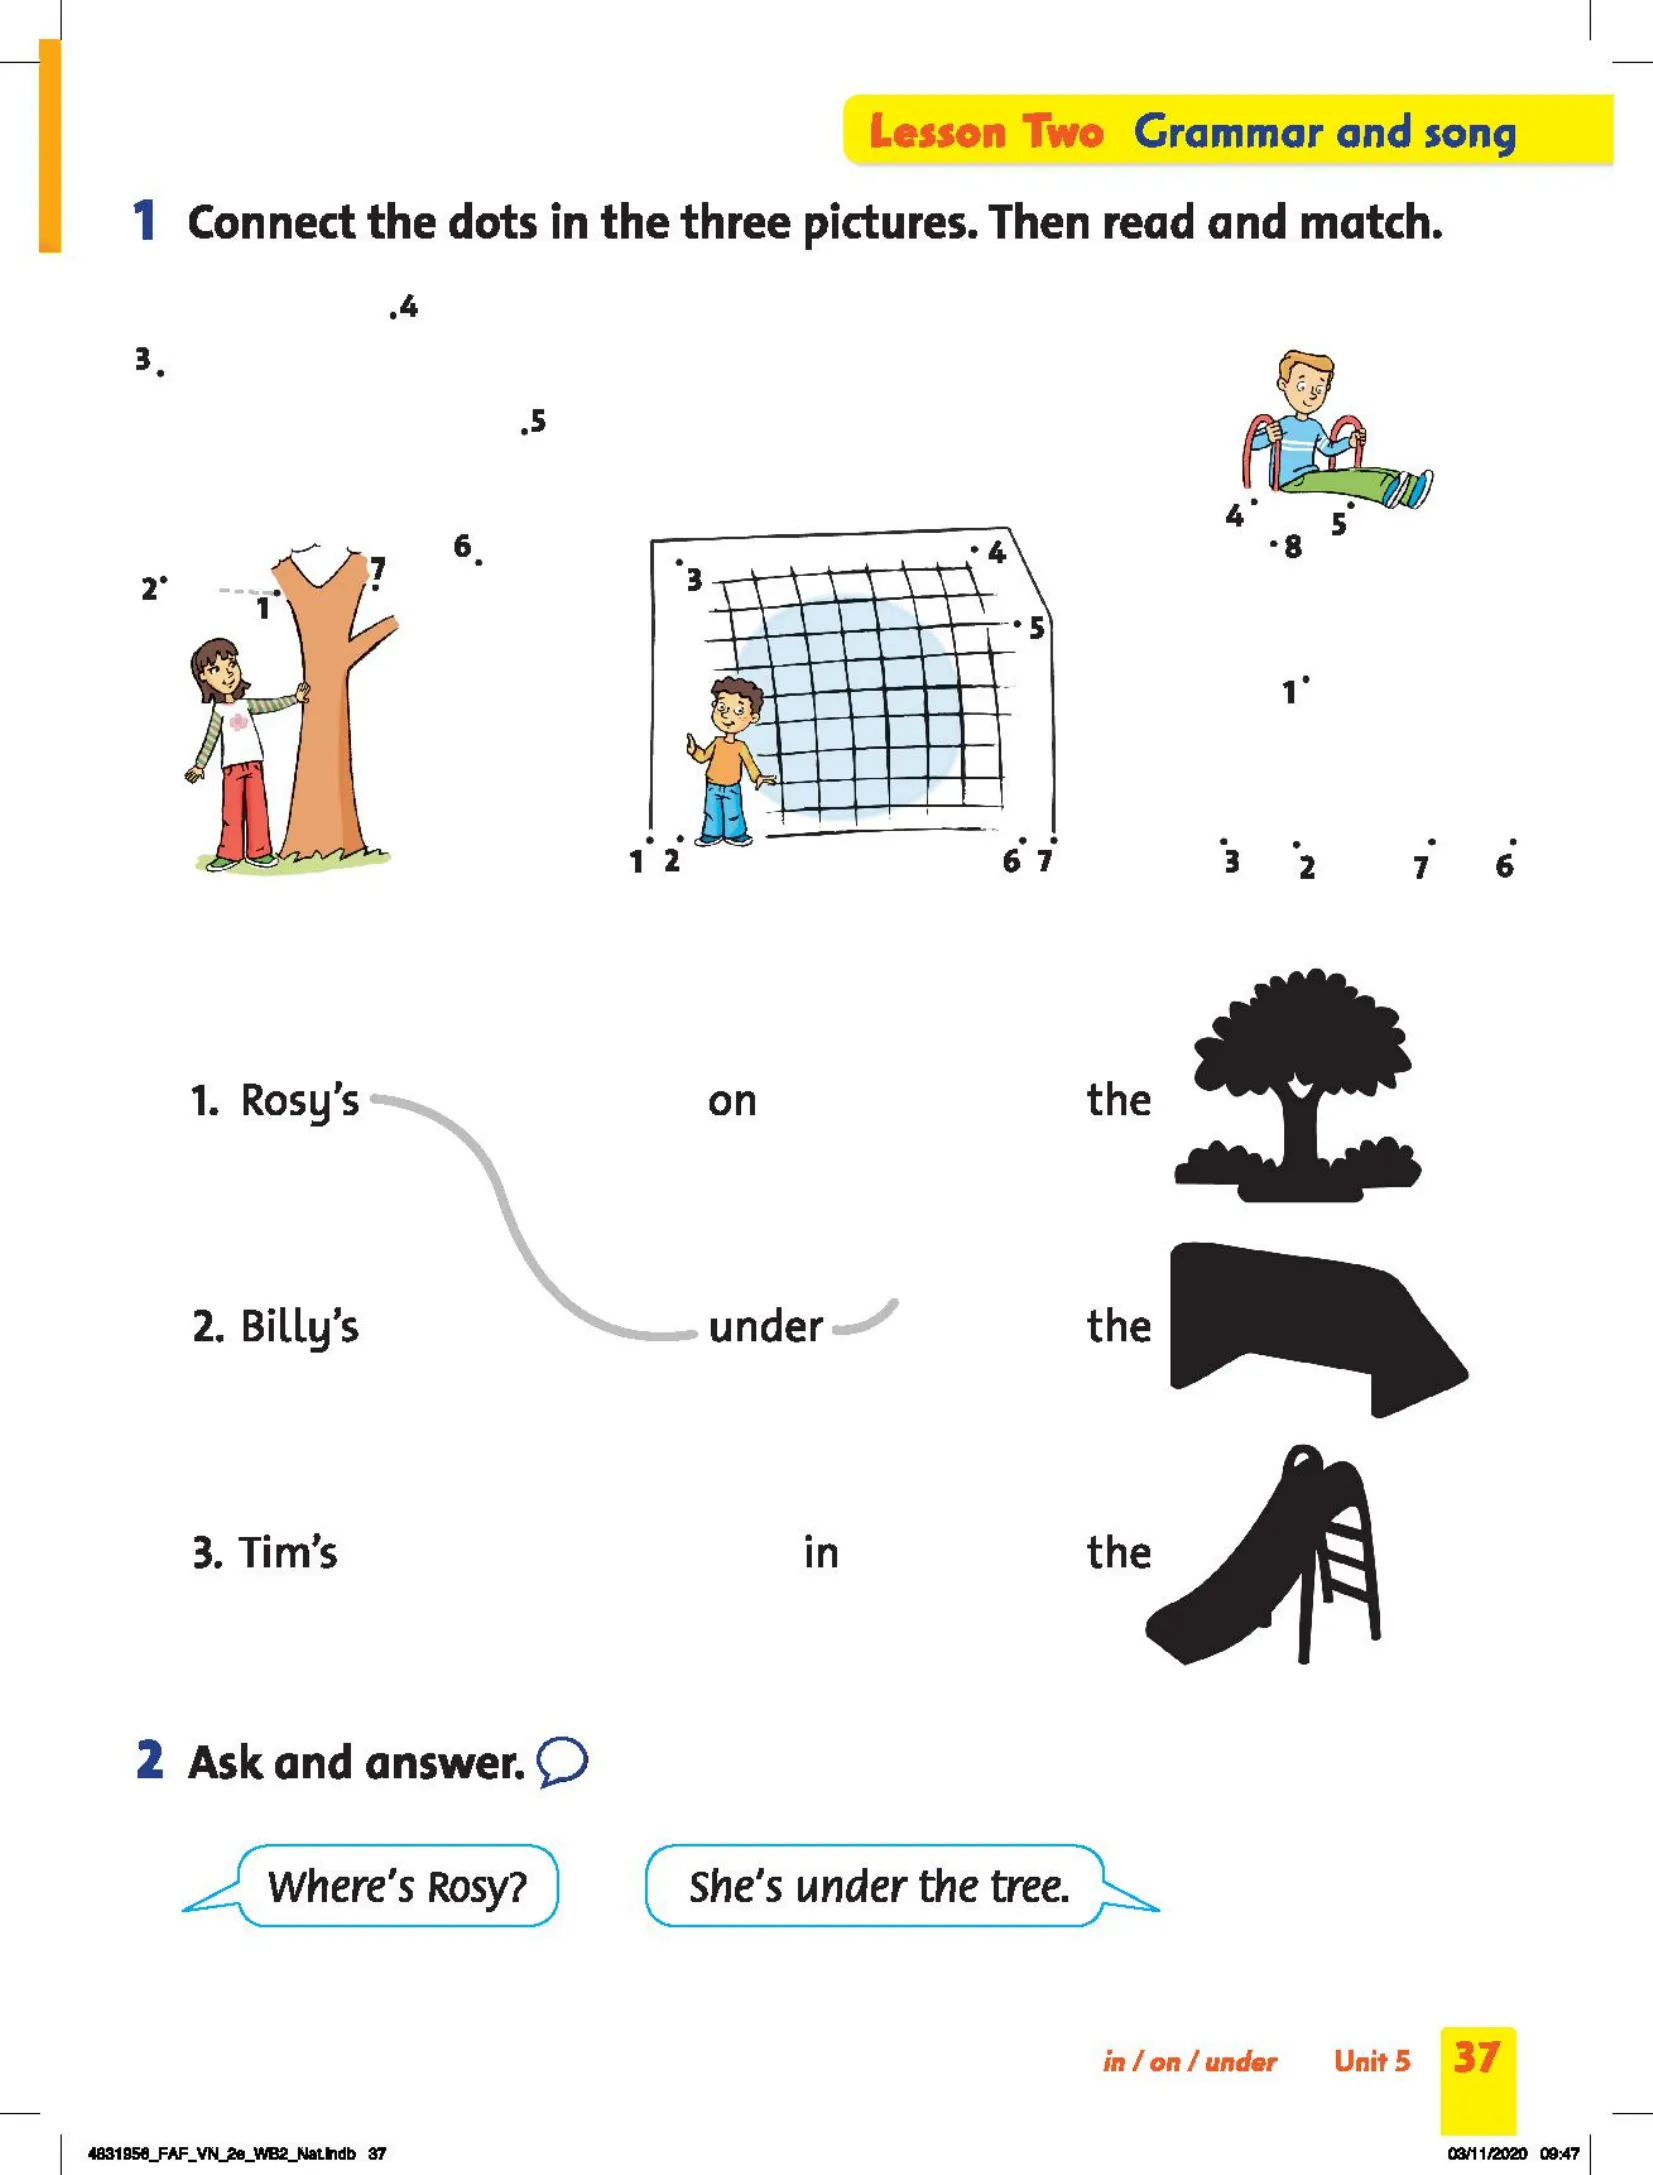 Lesson Two Grammar and song
1 Connect the dots in the three pictures. Then read and match.
.4
3.
.5
4 5
8
6.
7
2
1
3
4
5
1
1 2
6 7
3 2 7 6
1. Rosy's on the
2. Billy's under the
3. Tim's in the
2 Ask and answer.
Where's Rosy?
She's under the tree.
in / on / under Unit 5 37
4831956_FAF_VN_2e_WB2_Nat.indb 37
03/11/2020 09:47